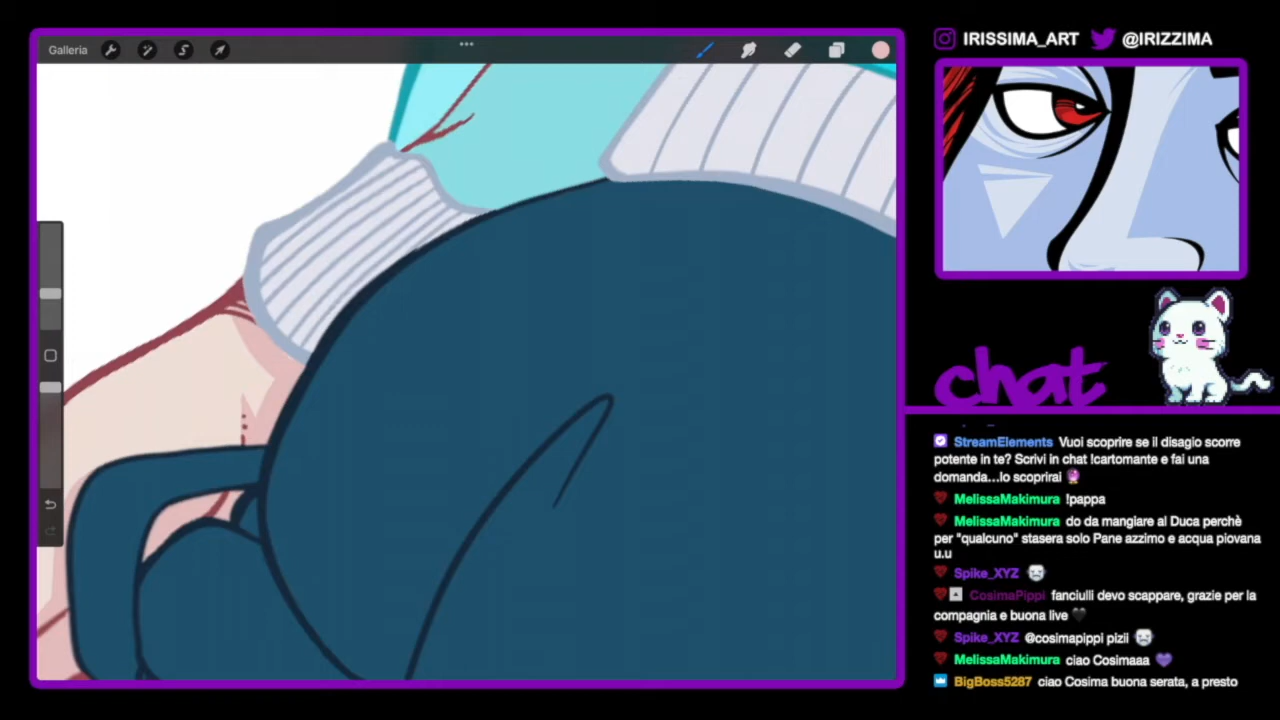 Galleria
IRISSIMA_ART @IRIZZIMA
chat
StreamElements Vuoi scoprire se il disagio scorre
potente in te? Scrivi in chat !cartomante e fai una
domanda...lo scoprirai
MelissaMakimura !pappa
MelissaMakimura do da mangiare al Duca perchè
per "qualcuno" stasera solo Pane azzimo e acqua piovana
u.u
Spike_XYZ
CosimaPippi fanciulli devo scappare, grazie per la
compagnia e buona live
Spike_XYZ @cosimapippi pizii
MelissaMakimura ciao Cosimaaa
BigBoss5287 ciao Cosima buona serata, a presto